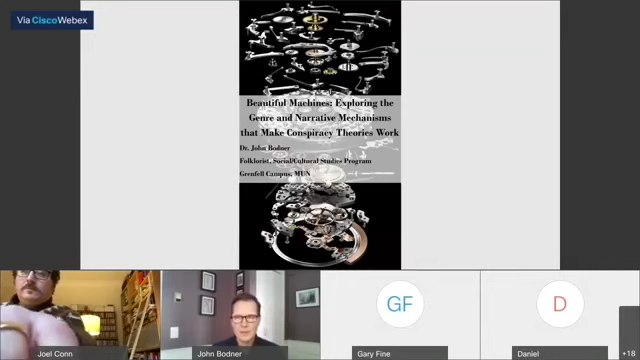 Via CiscoWebex
Beautiful Machines: Exploring the
Genre and Narrative Mechanisms
that Make Conspiracy Theories Work
Dr. John Bodner
Folklorist, Social/Cultural Studies Program
Grenfell Campus, MUN
GF
D
Joel Conn
John Bodner
Gary Fine
Daniel
+18